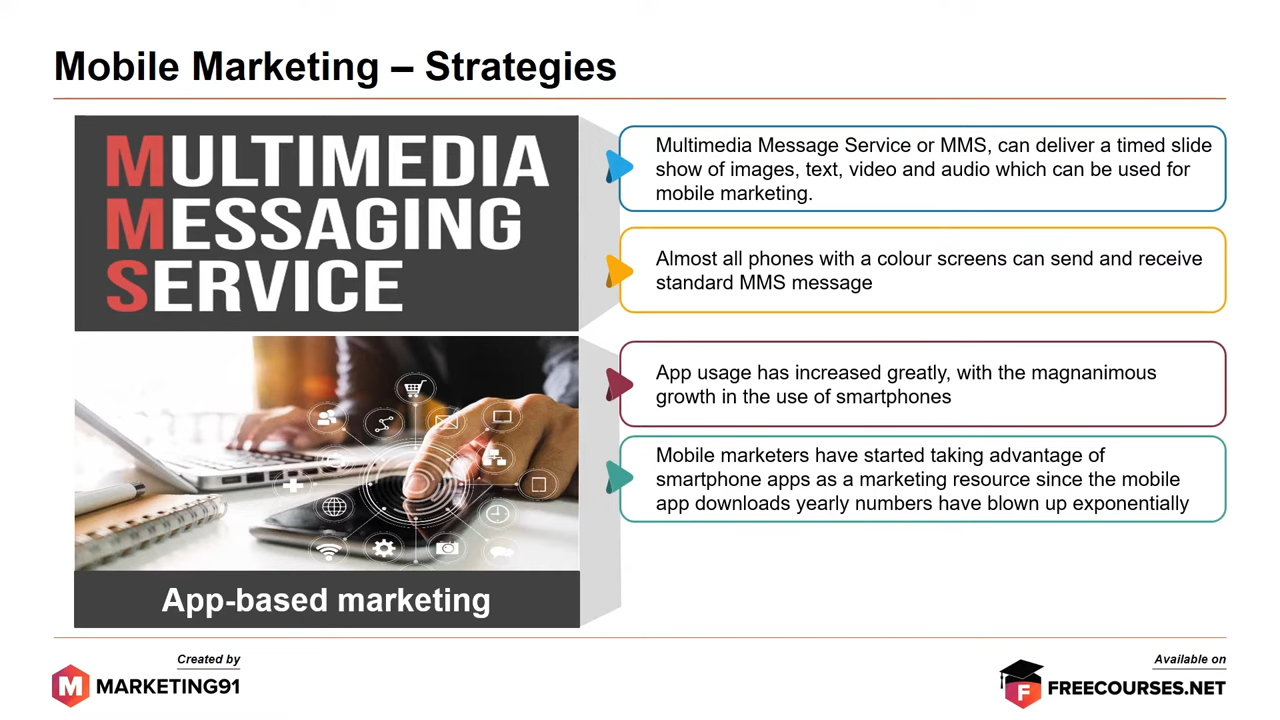 Mobile Marketing – Strategies
MULTIMEDIA
MESSAGING
SERVICE
Multimedia Message Service or MMS, can deliver a timed slide
show of images, text, video and audio which can be used for
mobile marketing.
Almost all phones with a colour screens can send and receive
standard MMS message
App usage has increased greatly, with the magnanimous
growth in the use of smartphones
Mobile marketers have started taking advantage of
smartphone apps as a marketing resource since the mobile
app downloads yearly numbers have blown up exponentially
App-based marketing
Created by
M MARKETING91
Available on
F FREECOURSES.NET